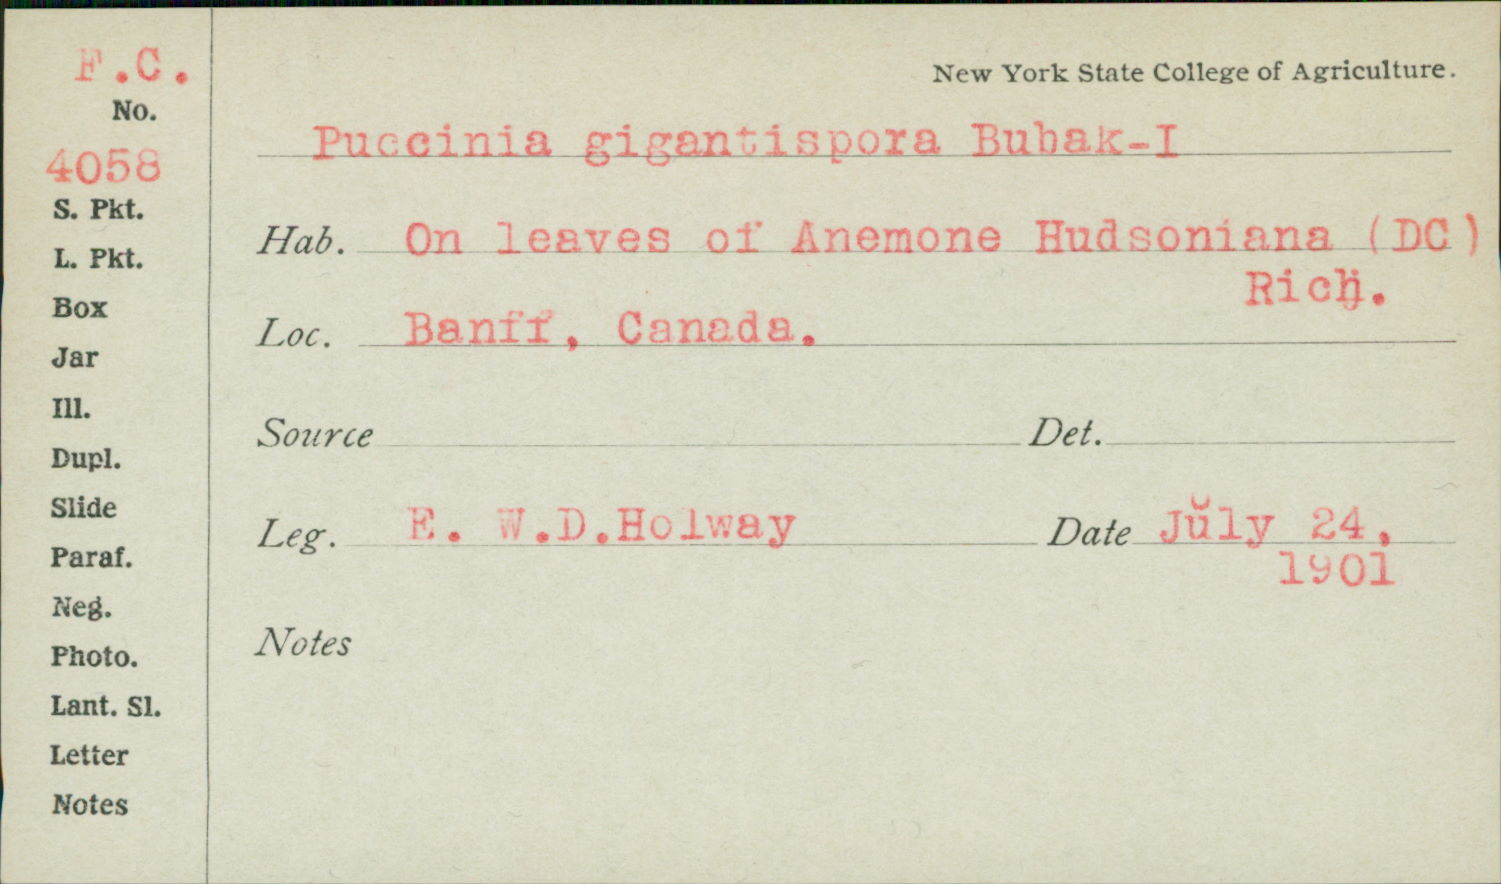 F.C.
No.
4058
S. Pkt.
L. Pkt.
Box
Jar
Ill.
Dupl.
Slide
Paraf.
Neg.
Photo.
Lant. Sl.
Letter
Notes
New York State College of Agriculture.
Puccinia gigantispora Bubak-I
Hab. On leaves of Anemone Hudsoniana (DC)
Rich.
Loc. Banff, Canada.
Source Det.
Leg. E. W.D.Holway Date July 24,
1901
Notes